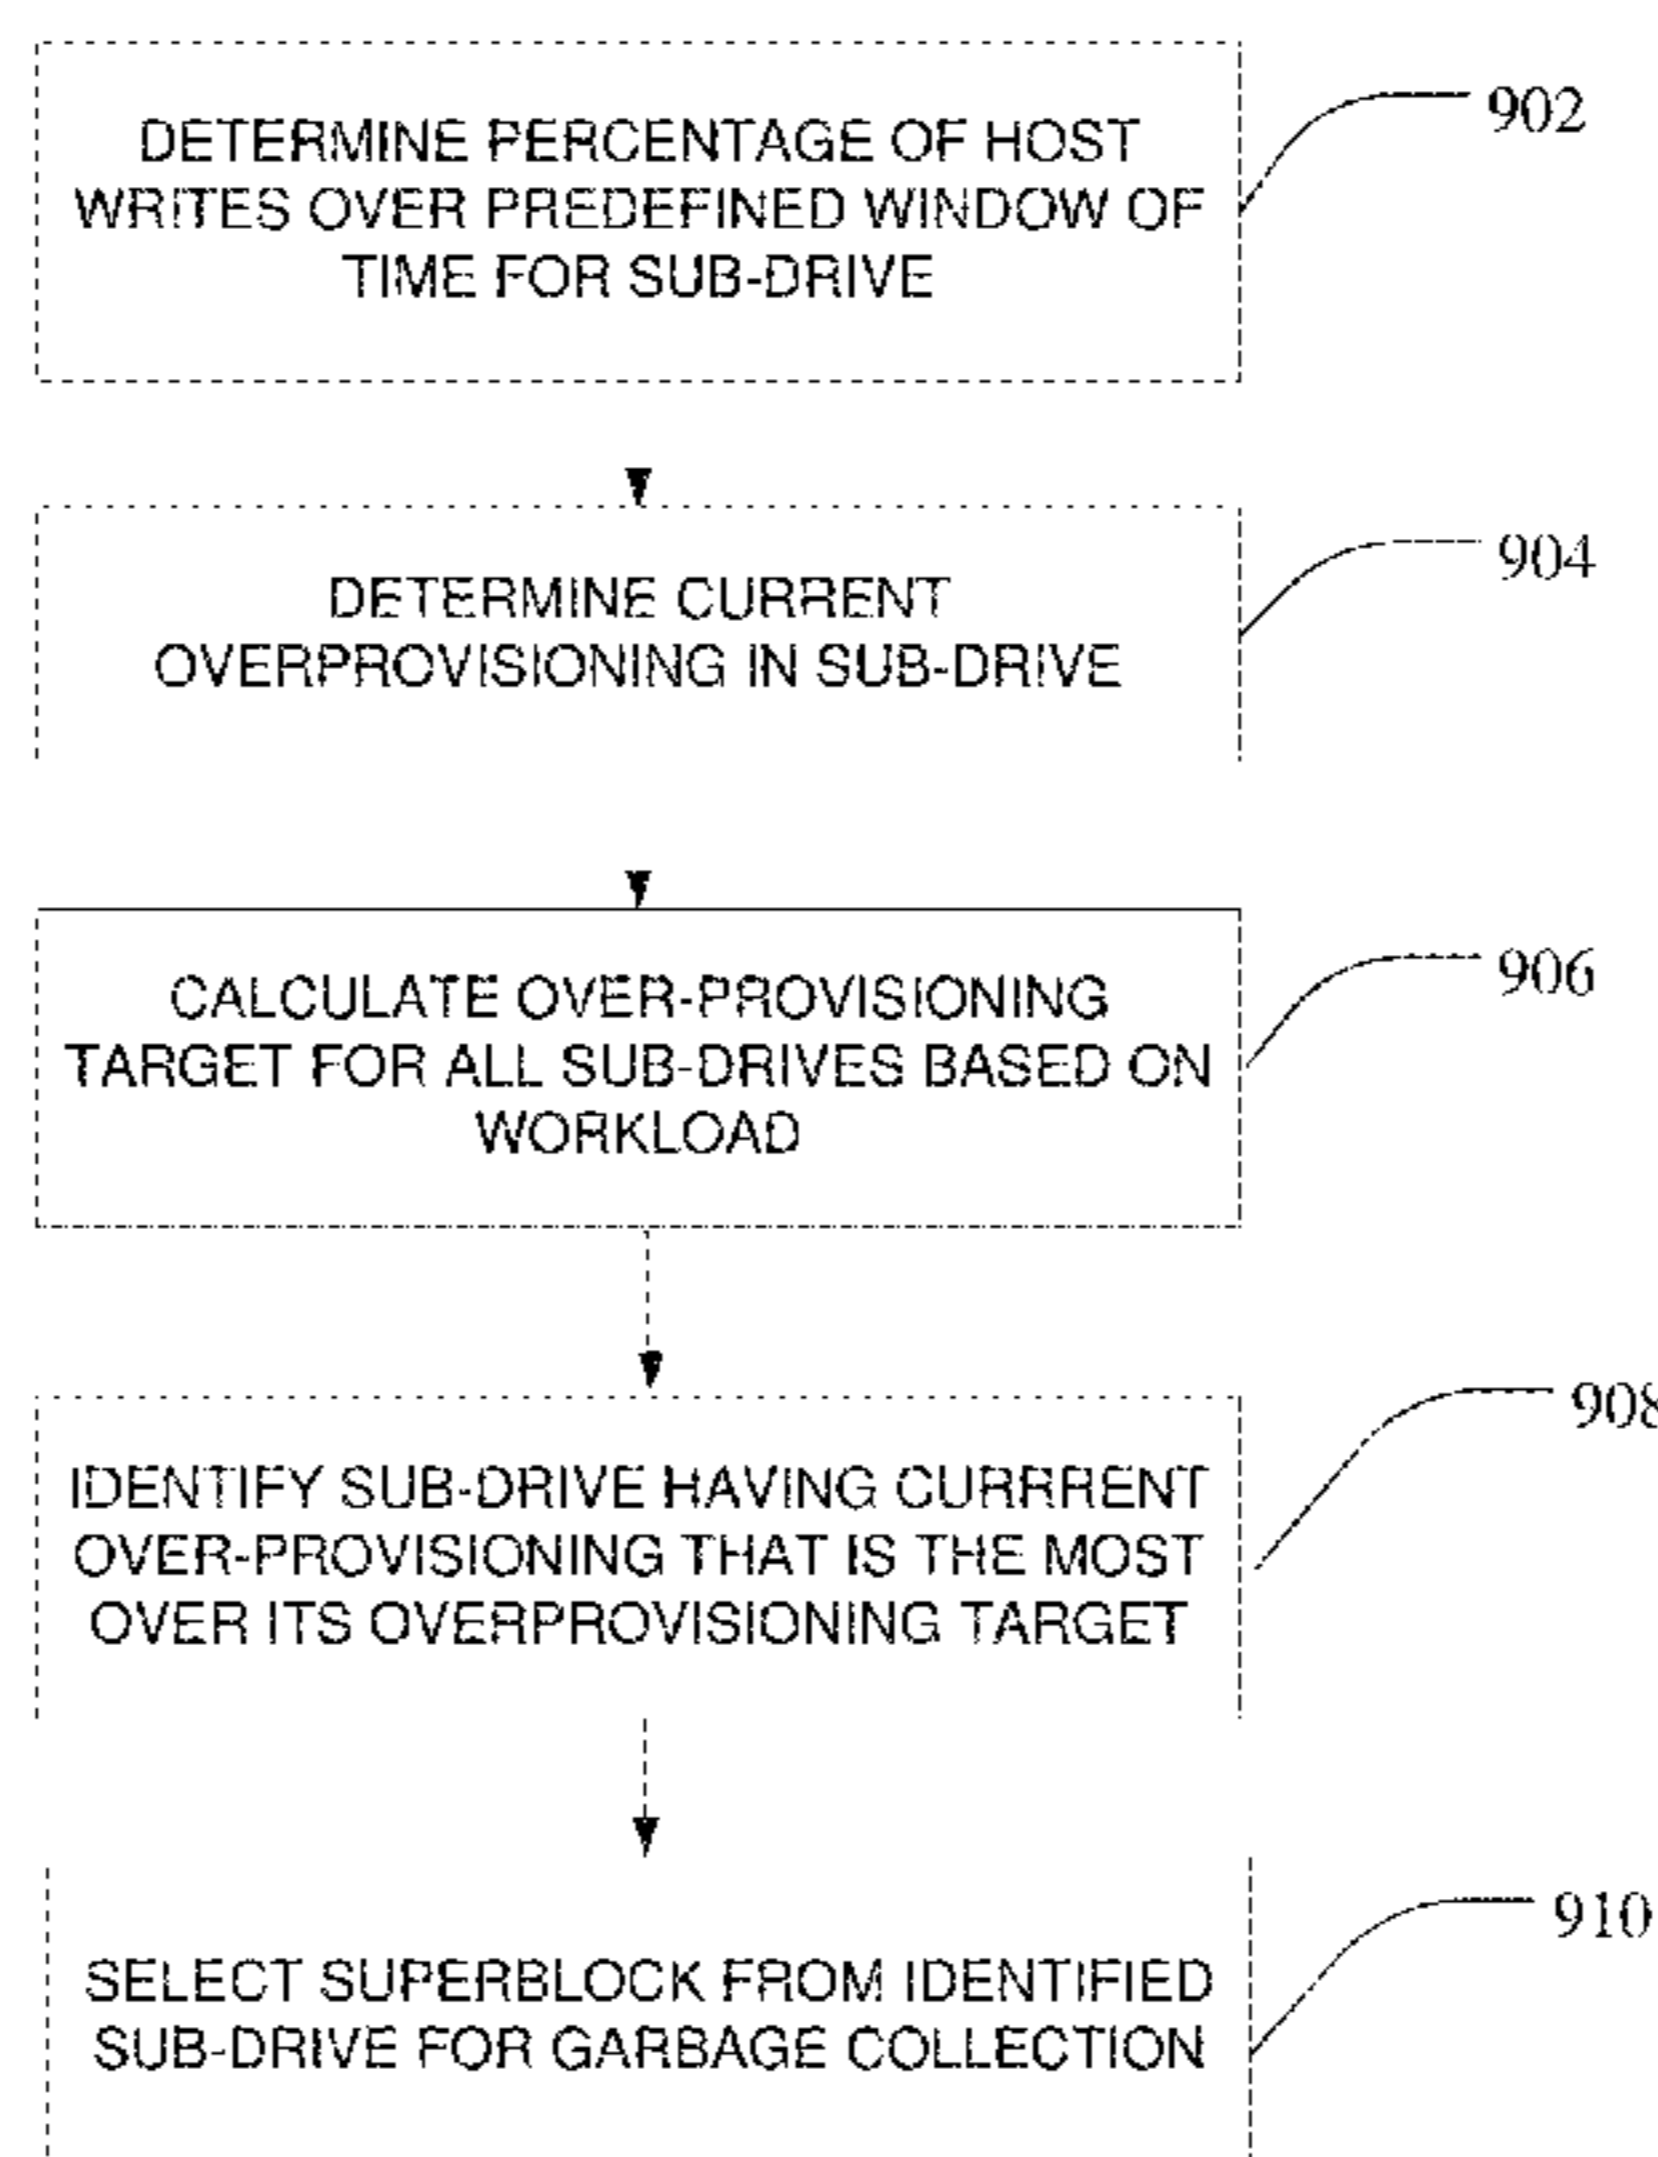 DETERMINE PERCENTAGE OF HOST
WRITES OVER PREDEFINED WINDOW OF
TIME FOR SUB-DRIVE
902
DETERMINE CURRENT
OVERPROVISIONING IN SUB-DRIVE
904
CALCULATE OVER-PROVISIONING
TARGET FOR ALL SUB-DRIVES BASED ON
WORKLOAD
906
IDENTIFY SUB-DRIVE HAVING CURRRENT
OVER-PROVISIONING THAT IS THE MOST
OVER ITS OVERPROVISIONING TARGET
908
SELECT SUPERBLOCK FROM IDENTIFIED
SUB-DRIVE FOR GARBAGE COLLECTION
910